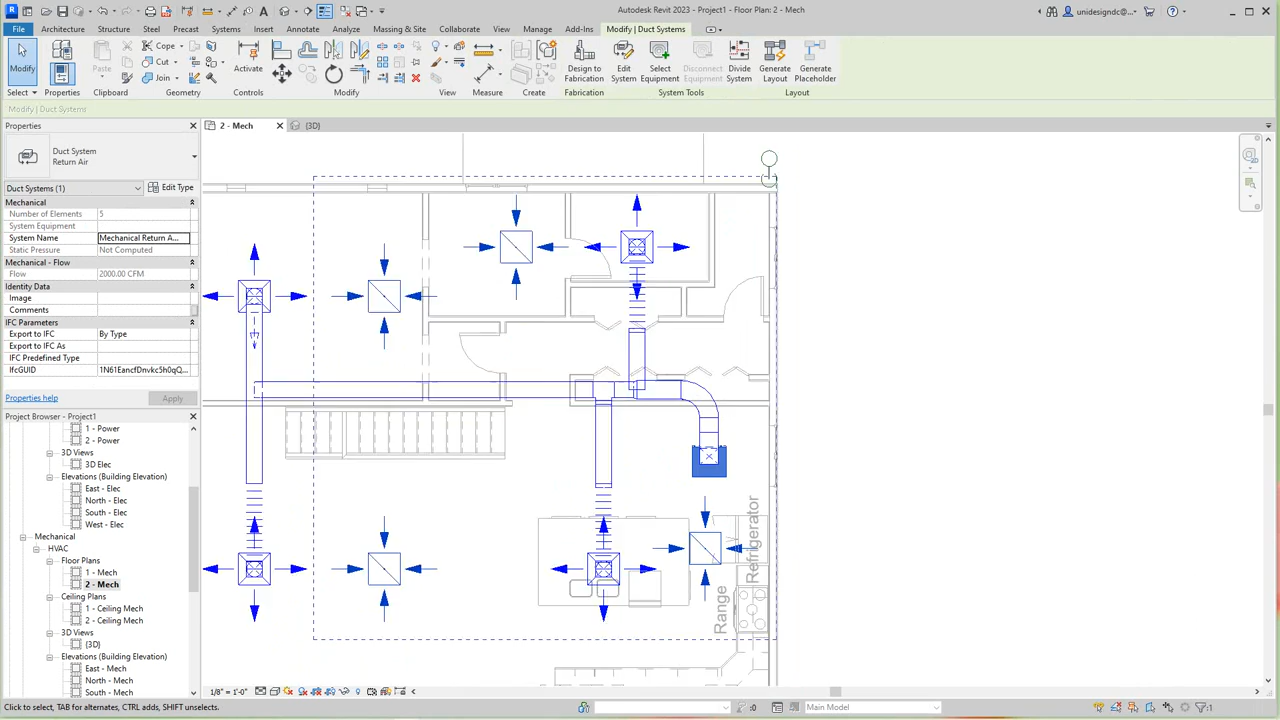 Autodesk Revit 2023 - Project1 - Floor Plan: 2 - Mech
unidesigndc@...
File Architecture Structure Steel Precast Systems Insert Annotate Analyze Massing & Site Collaborate View Manage Add-Ins Modify | Duct Systems
Modify
Properties
Paste
Cope
Cut
Join
Activate
Design to Fabrication
Edit System
Select Equipment
Disconnect Equipment
Divide System
Generate Layout
Generate Placeholder
Select Properties Clipboard Geometry Controls Modify View Measure Create Fabrication System Tools Layout
Modify | Duct Systems
Properties
2 - Mech
{3D}
Duct System
Return Air
Duct Systems (1)
Edit Type
Mechanical
Number of Elements 5
System Equipment
System Name Mechanical Return A...
Static Pressure Not Computed
Mechanical - Flow
Flow 2000.00 CFM
Identity Data
Image
Comments
IFC Parameters
Export to IFC By Type
Export to IFC As
IFC Predefined Type
IfcGUID 1N61EancfDnvkc5h0qQ...
Properties help
Apply
Project Browser - Project1
1 - Power
2 - Power
3D Views
3D Elec
Elevations (Building Elevation)
East - Elec
North - Elec
South - Elec
West - Elec
Mechanical
HVAC
Floor Plans
1 - Mech
2 - Mech
Ceiling Plans
1 - Ceiling Mech
2 - Ceiling Mech
3D Views
{3D}
Elevations (Building Elevation)
East - Mech
North - Mech
South - Mech
Refrigerator
Range
1/8" = 1'-0"
Click to select, TAB for alternates, CTRL adds, SHIFT unselects.
:0
Main Model
:1